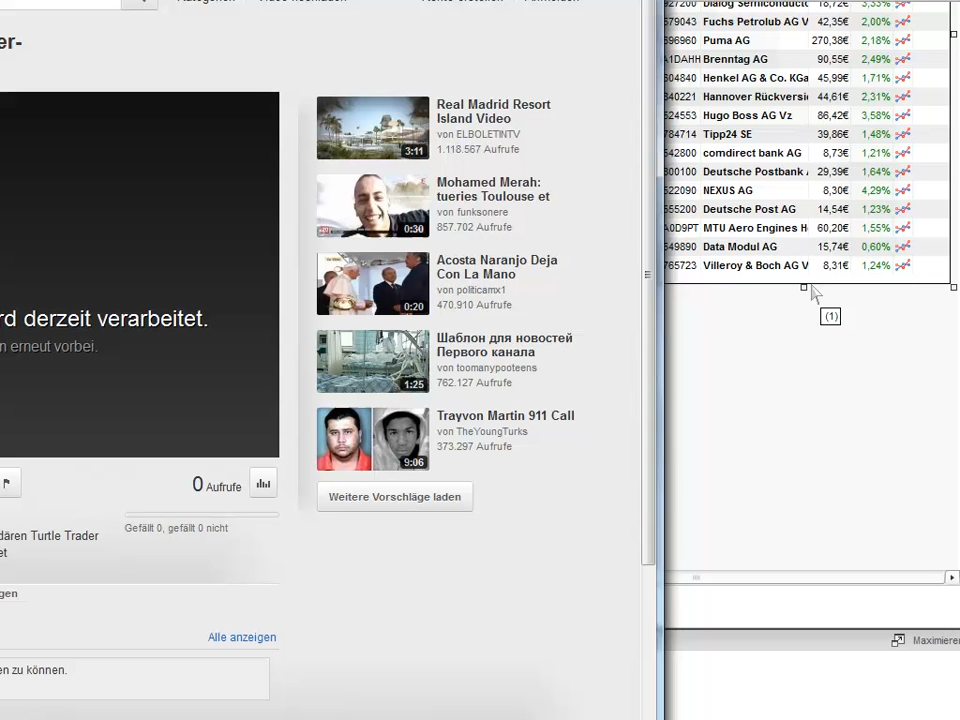 er-
rd derzeit verarbeitet.
n erneut vorbei.
0 Aufrufe
Gefällt 0, gefällt 0 nicht
dären Turtle Trader
et
gen
Alle anzeigen
en zu können.
3:11
Real Madrid Resort
Island Video
von ELBOLETINTV
1.118.567 Aufrufe
0:30
Mohamed Merah:
tueries Toulouse et
von funksonere
857.702 Aufrufe
0:20
Acosta Naranjo Deja
Con La Mano
von politicamx1
470.910 Aufrufe
1:25
Шаблон для новостей
Первого канала
von toomanypooteens
762.127 Aufrufe
9:06
Trayvon Martin 911 Call
von TheYoungTurks
373.297 Aufrufe
Weitere Vorschläge laden
579043 Fuchs Petrolub AG V 42,35€ 2,00%
696960 Puma AG 270,38€ 2,18%
A1DAHH Brenntag AG 90,55€ 2,49%
604840 Henkel AG & Co. KGa 45,99€ 1,71%
840221 Hannover Rückversic 44,61€ 2,31%
524553 Hugo Boss AG Vz 86,42€ 3,58%
784714 Tipp24 SE 39,86€ 1,48%
542800 comdirect bank AG 8,73€ 1,21%
800100 Deutsche Postbank 29,39€ 1,64%
522090 NEXUS AG 8,30€ 4,29%
555200 Deutsche Post AG 14,54€ 1,23%
A0D9PT MTU Aero Engines H 60,20€ 1,55%
549890 Data Modul AG 15,74€ 0,60%
765723 Villeroy & Boch AG V 8,31€ 1,24%
(1)
Maximieren